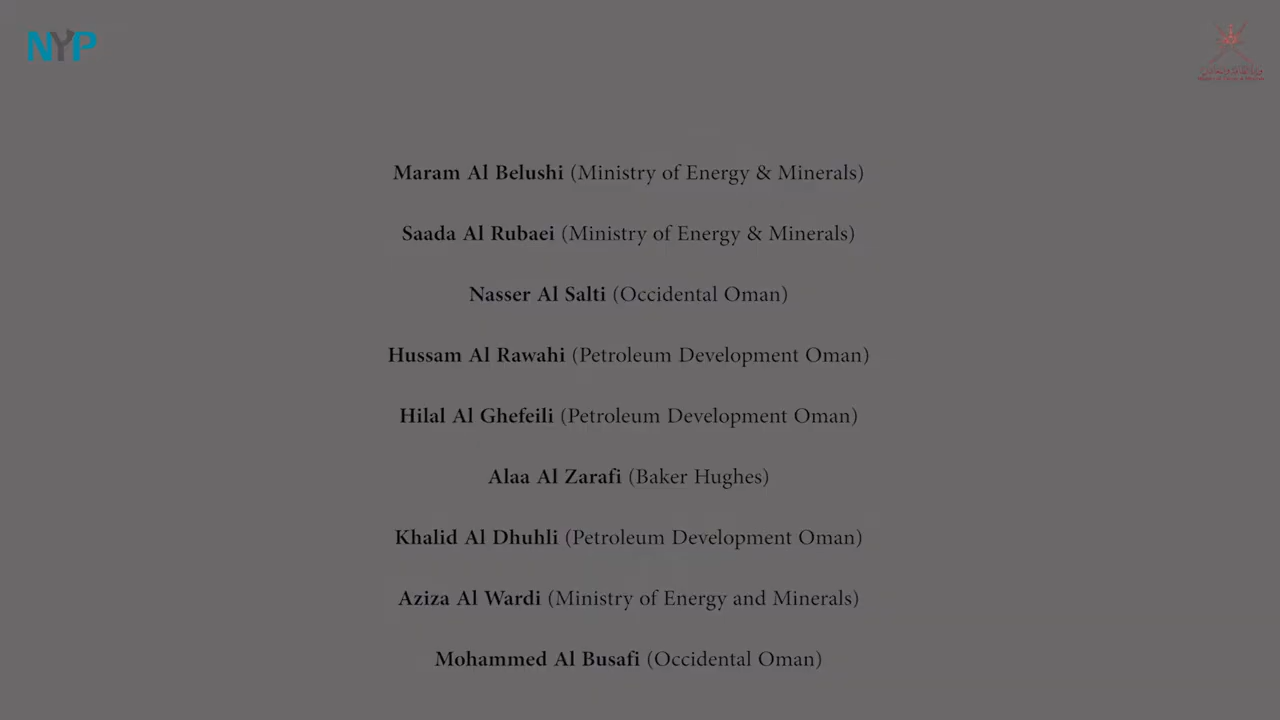 NYP
Maram Al Belushi (Ministry of Energy & Minerals)
Saada Al Rubaei (Ministry of Energy & Minerals)
Nasser Al Salti (Occidental Oman)
Hussam Al Rawahi (Petroleum Development Oman)
Hilal Al Ghefeili (Petroleum Development Oman)
Alaa Al Zarafi (Baker Hughes)
Khalid Al Dhuhli (Petroleum Development Oman)
Aziza Al Wardi (Ministry of Energy and Minerals)
Mohammed Al Busafi (Occidental Oman)